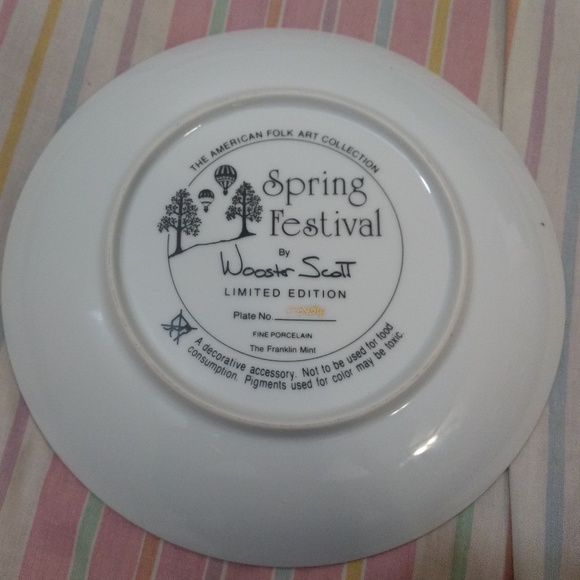 THE AMERICAN FOLK ART COLLECTION
Spring
Festival
By
Wooster Scott
LIMITED EDITION
Plate No.
FINE PORCELAIN
The Franklin Mint
A decorative accessory. Not to be used for food
consumption. Pigments used for color may be toxic.